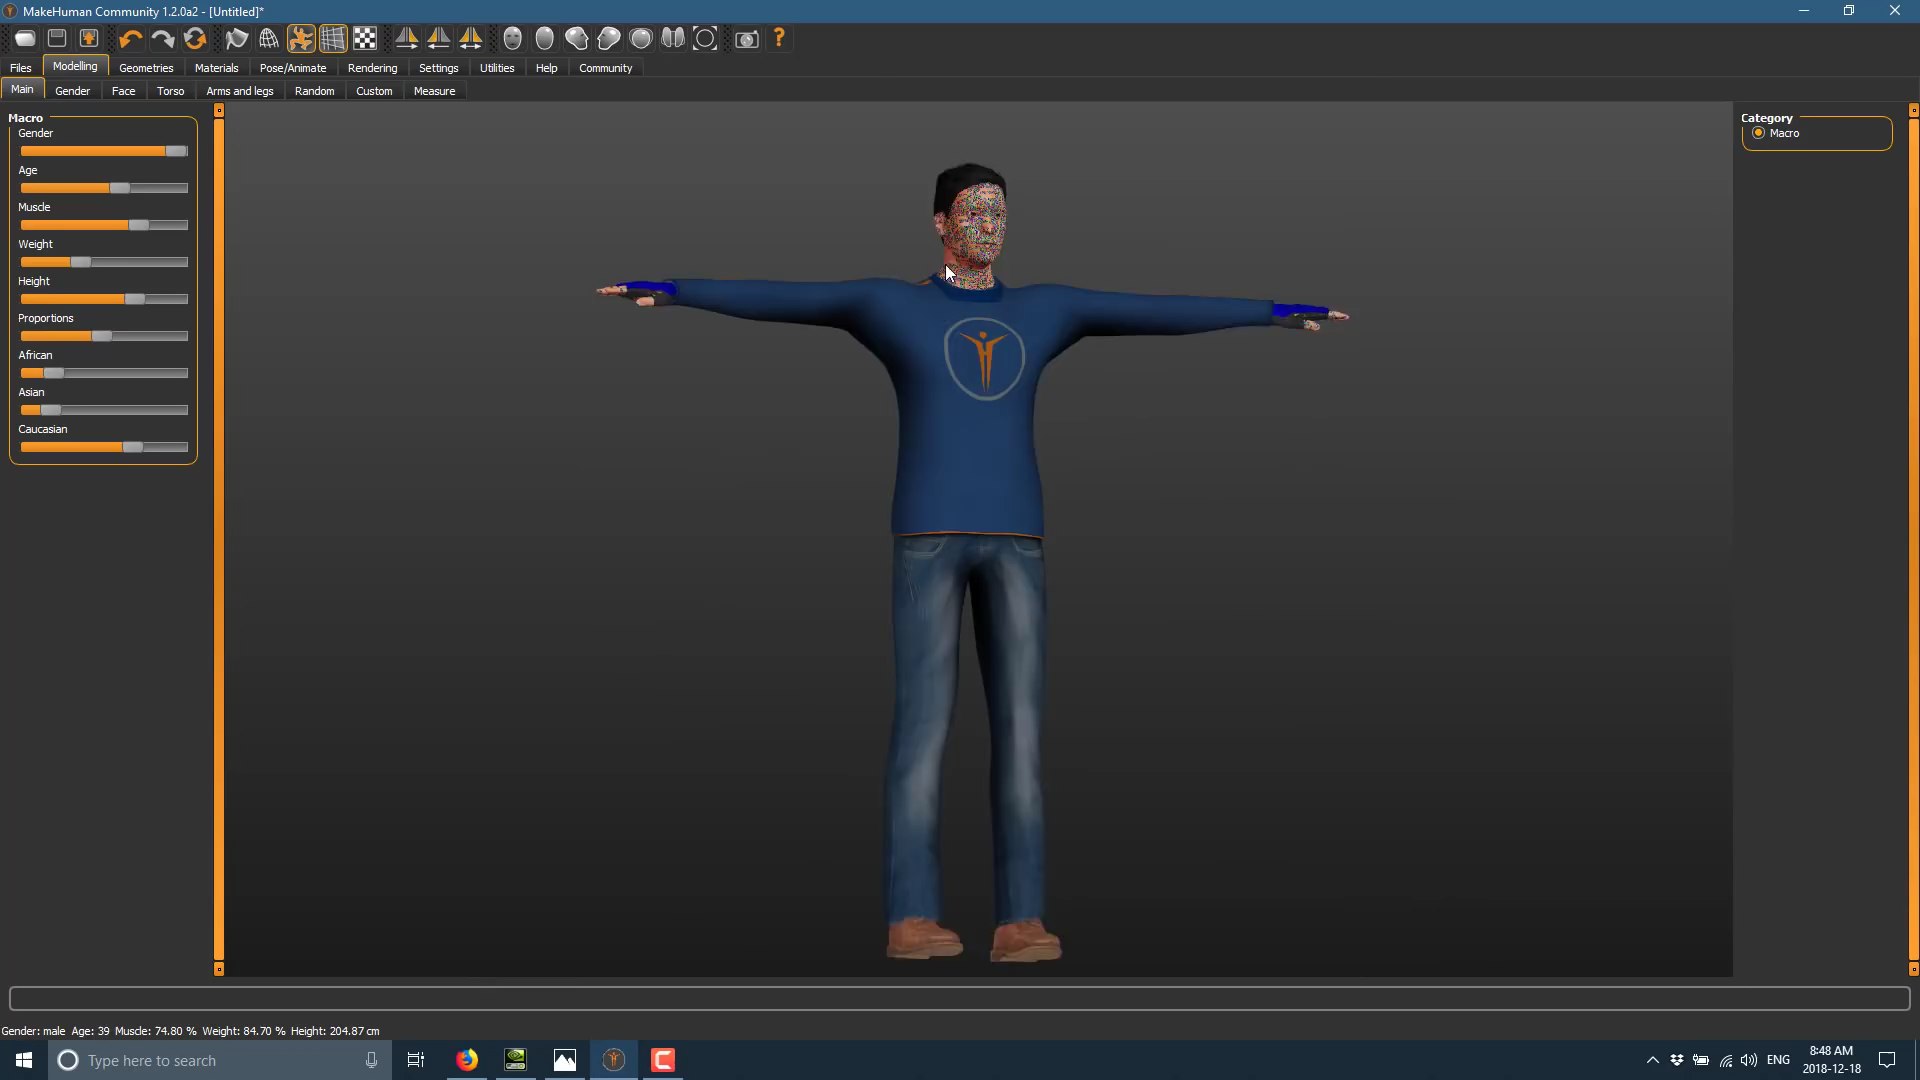 MakeHuman Community 1.2.0a2 - [Untitled]*
Files Modelling Geometries Materials Pose/Animate Rendering Settings Utilities Help Community
Main Gender Face Torso Arms and legs Random Custom Measure
Macro
Gender
Age
Muscle
Weight
Height
Proportions
African
Asian
Caucasian
Category
Macro
Gender: male Age: 39 Muscle: 74.80 % Weight: 84.70 % Height: 204.87 cm
Type here to search
ENG
8:48 AM
2018-12-18